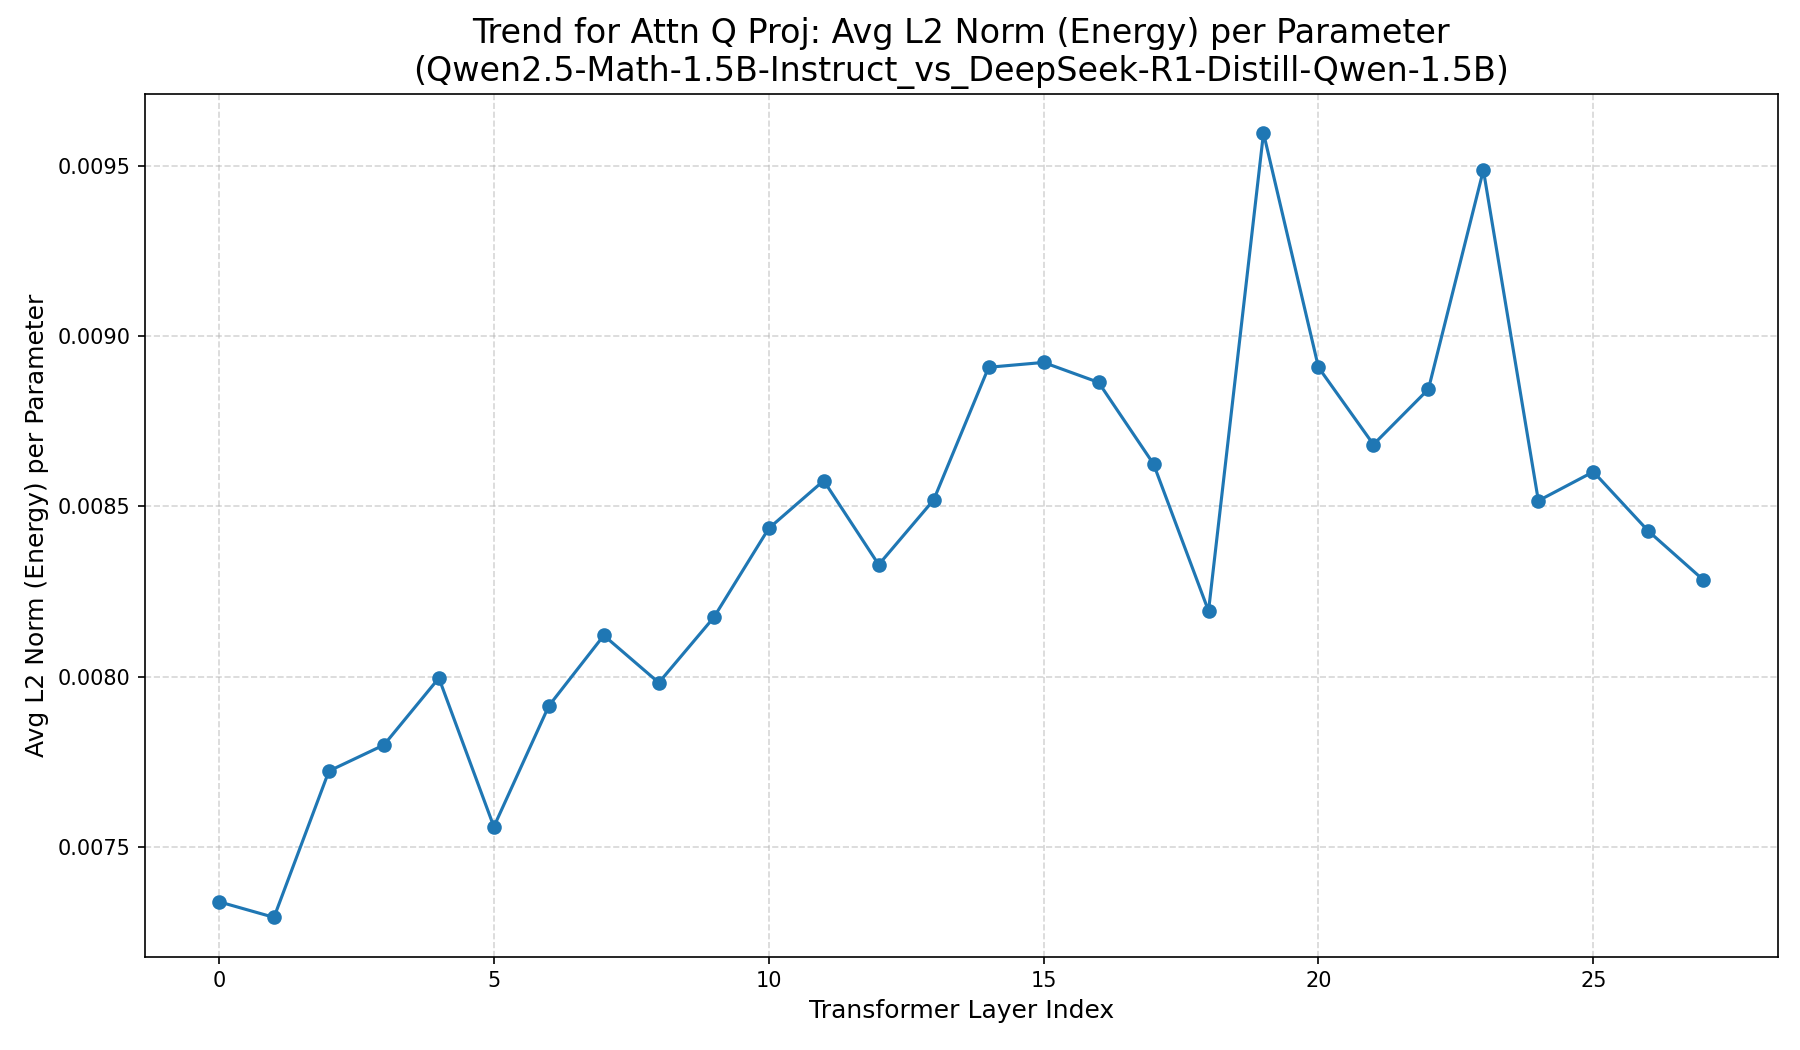 Trend for Attn Q Proj: Avg L2 Norm (Energy) per Parameter
(Qwen2.5-Math-1.5B-Instruct_vs_DeepSeek-R1-Distill-Qwen-1.5B)
Avg L2 Norm (Energy) per Parameter
0.0095
0.0090
0.0085
0.0080
0.0075
0 5 10 15 20 25
Transformer Layer Index